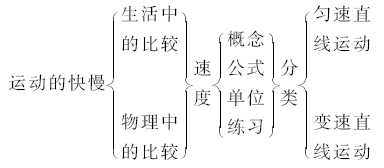 运动的快慢
生活中
的比较
物理中
的比较
速
度
概念
公式
单位
练习
分
类
匀速直
线运动
变速直
线运动